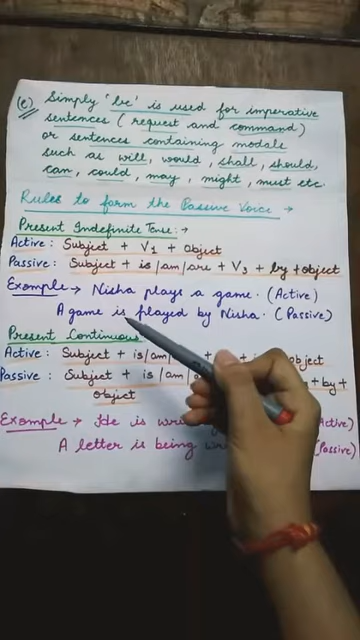 (e) Simply 'be' is used for imperative
sentences (request and command)
or sentences containing modals
such as will, would, shall, should,
can, could, may, might, must etc.
Rules to form the Passive Voice →
Present Indefinite Tense:-
Active: Subject + V1 + Object
Passive: Subject + is/am/are + V3 + by + object
Example → Nisha plays a game. (Active)
A game is played by Nisha. (Passive)
Present Continuous
Active: Subject + is/am/ + object
Passive: Subject + is/am/ + by +
object
Example → He is (Active)
A letter is being (Passive)